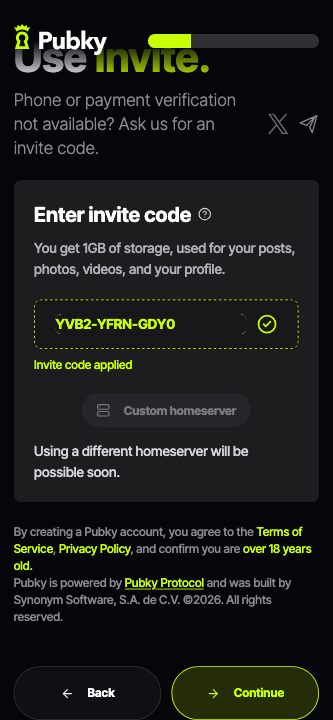 Pubky
Use invite.
Phone or payment verification
not available? Ask us for an
invite code.
Enter invite code
You get 1GB of storage, used for your posts,
photos, videos, and your profile.
YVB2-YFRN-GDY0
Invite code applied
Custom homeserver
Using a different homeserver will be
possible soon.
By creating a Pubky account, you agree to the Terms of
Service, Privacy Policy, and confirm you are over 18 years
old.
Pubky is powered by Pubky Protocol and was built by
Synonym Software, S.A. de C.V. ©2026. All rights
reserved.
Back
Continue